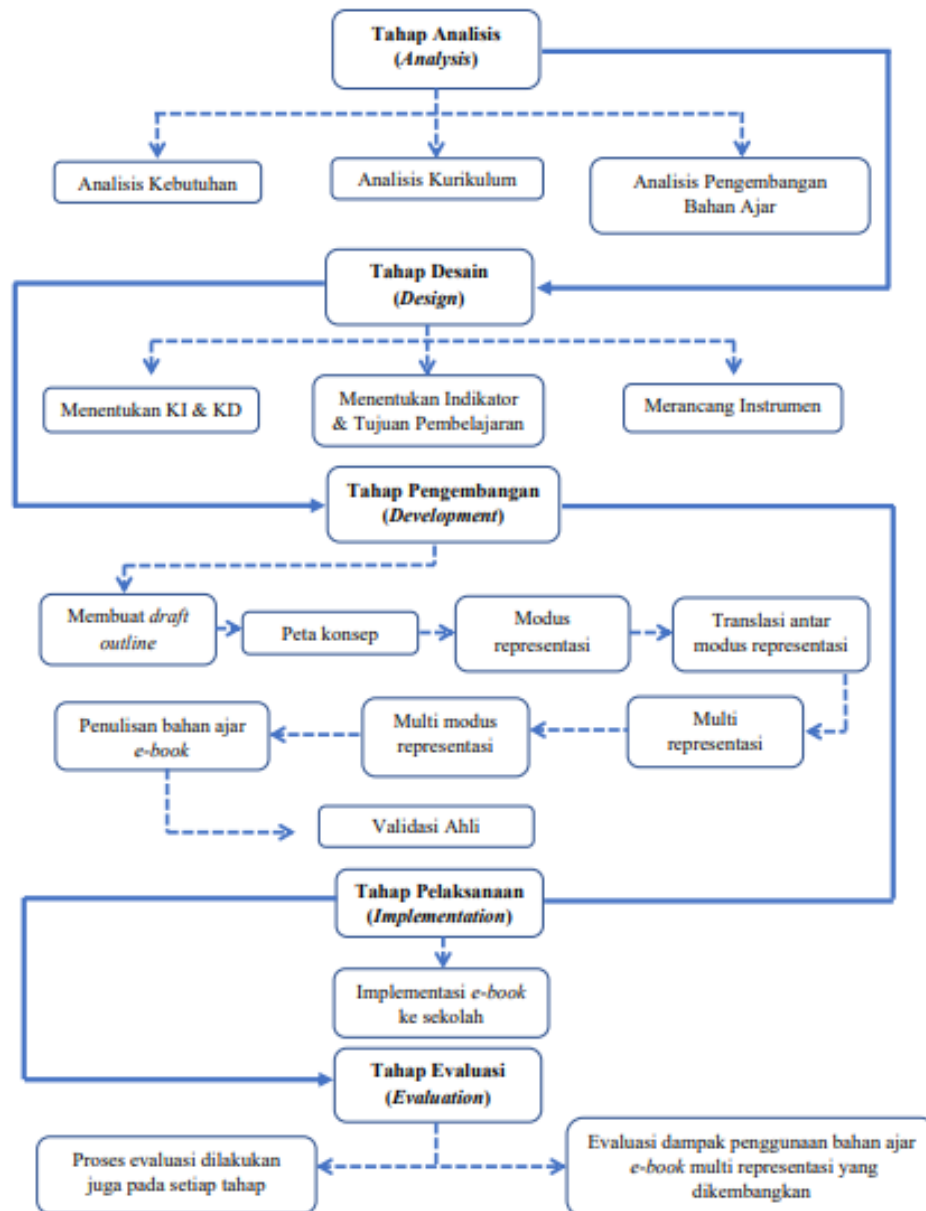 Tahap Analisis
(Analysis)
Analisis Kebutuhan
Analisis Kurikulum
Analisis Pengembangan
Bahan Ajar
Tahap Desain
(Design)
Menentukan KI & KD
Menentukan Indikator
& Tujuan Pembelajaran
Merancang Instrumen
Tahap Pengembangan
(Development)
Membuat draft
outline
Peta konsep
Modus
representasi
Translasi antar
modus representasi
Penulisan bahan ajar
e-book
Multi modus
representasi
Multi
representasi
Validasi Ahli
Tahap Pelaksanaan
(Implementation)
Implementasi e-book
ke sekolah
Tahap Evaluasi
(Evaluation)
Proses evaluasi dilakukan
juga pada setiap tahap
Evaluasi dampak penggunaan bahan ajar
e-book multi representasi yang
dikembangkan